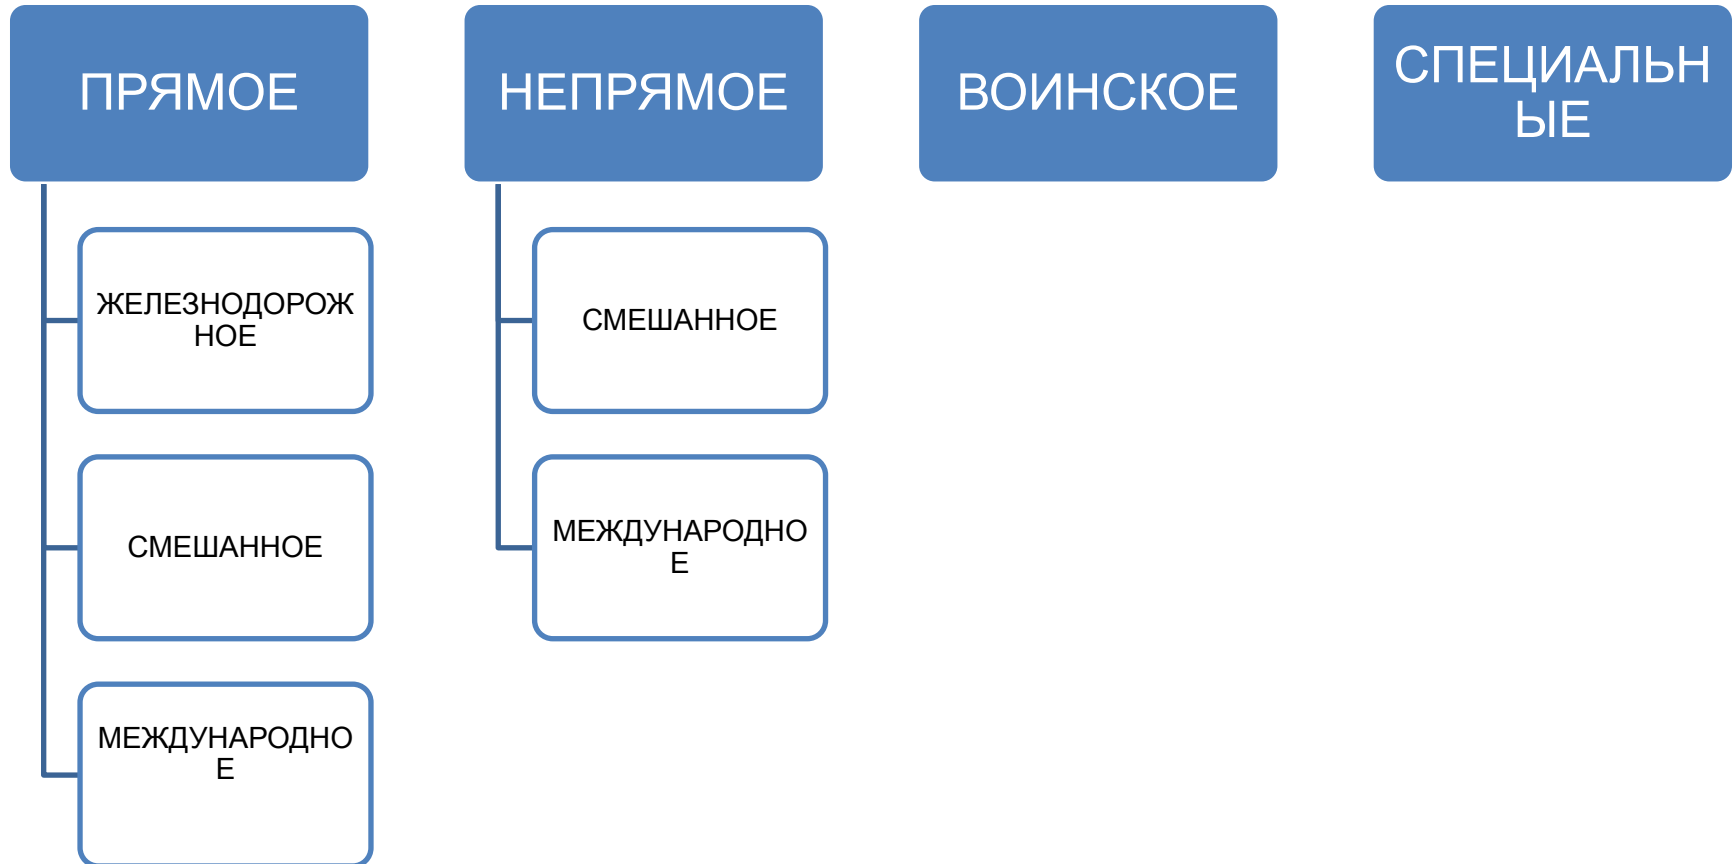 ПРЯМОЕ
ЖЕЛЕЗНОДОРОЖ
НОЕ
СМЕШАННОЕ
МЕЖДУНАРОДНО
Е
НЕПРЯМОЕ
СМЕШАННОЕ
МЕЖДУНАРОДНО
Е
ВОИНСКОЕ
СПЕЦИАЛЬН
ЫЕ